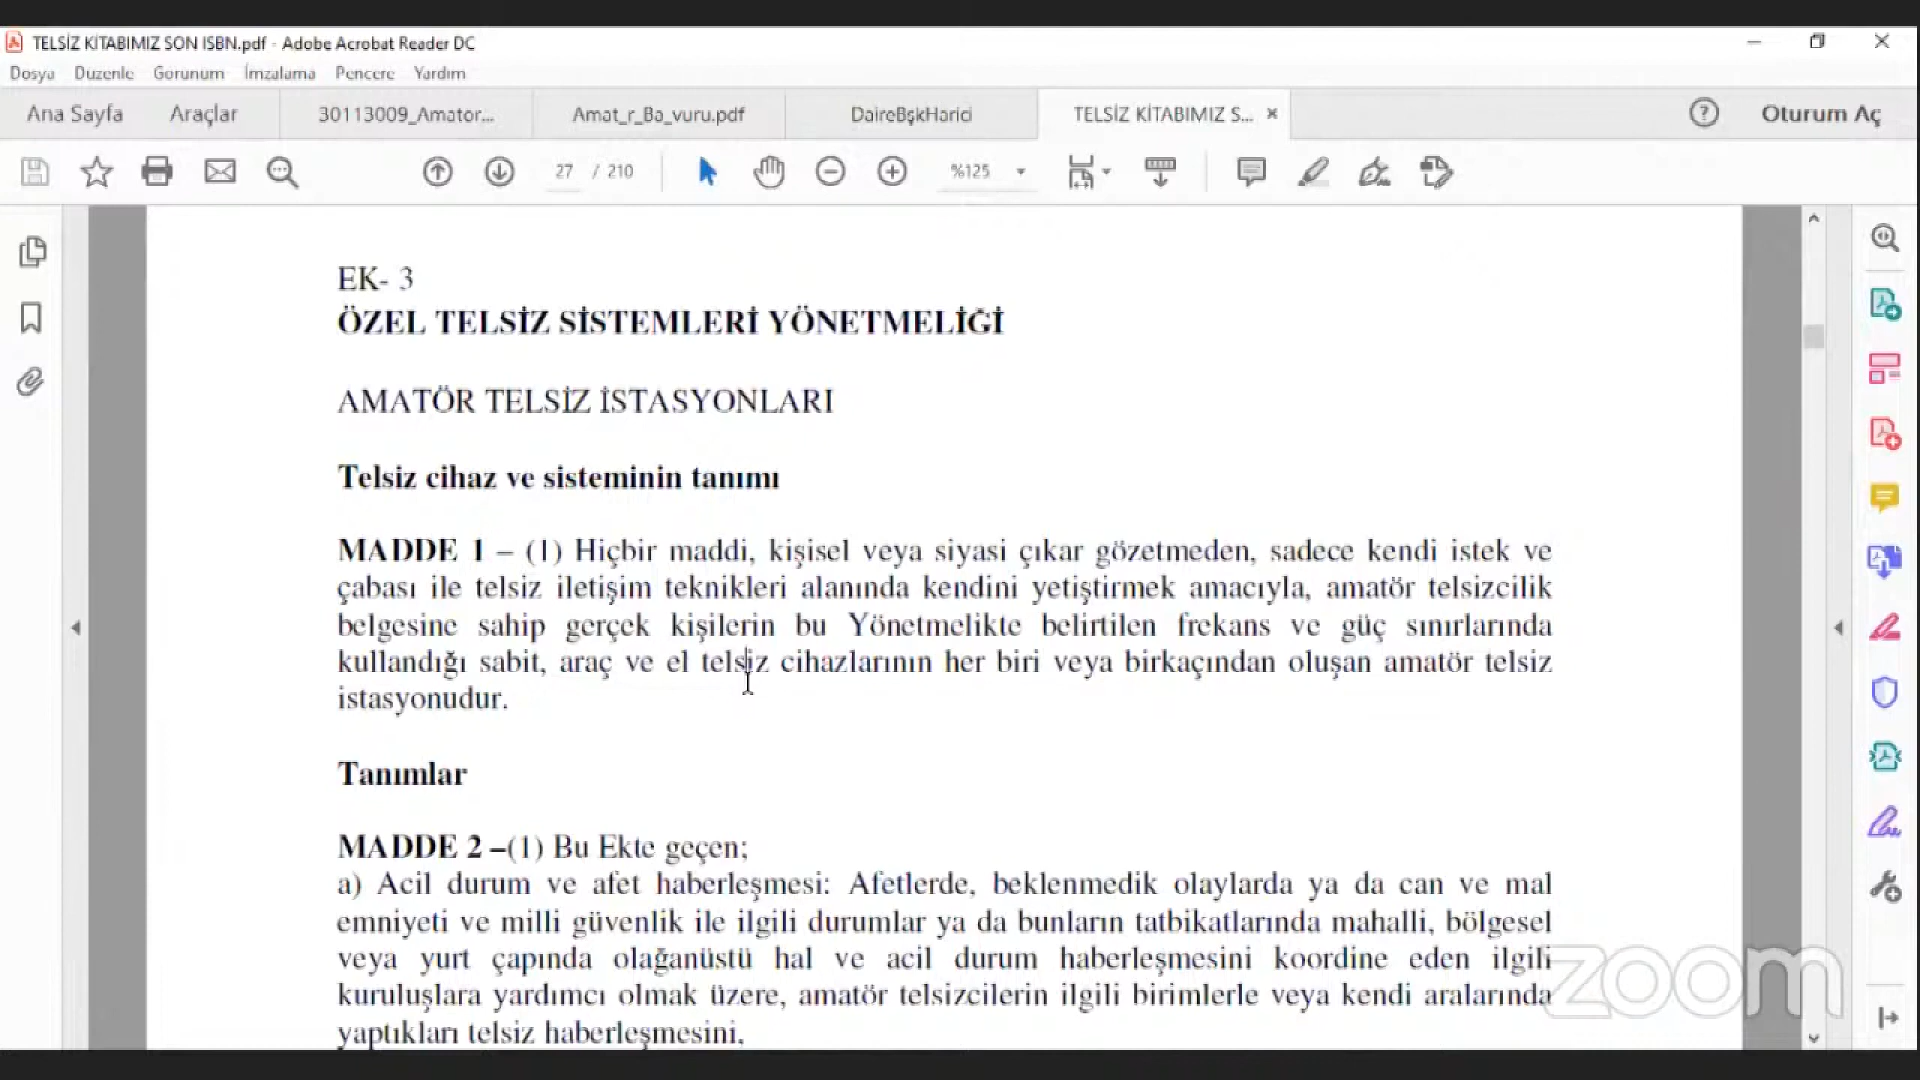 TELSİZ KİTABIMIZ SON ISBN.pdf - Adobe Acrobat Reader DC
Dosya Düzenle Görünüm İmzalama Pencere Yardım
Ana Sayfa Araçlar 30113009_Amator... Amat_r_Ba_vuru.pdf DaireBşkHarici TELSİZ KİTABIMIZ S... Oturum Aç
27 / 210 %125
EK- 3
ÖZEL TELSİZ SİSTEMLERİ YÖNETMELİĞİ
AMATÖR TELSİZ İSTASYONLARI
Telsiz cihaz ve sisteminin tanımı
MADDE 1 – (1) Hiçbir maddi, kişisel veya siyasi çıkar gözetmeden, sadece kendi istek ve
çabası ile telsiz iletişim teknikleri alanında kendini yetiştirmek amacıyla, amatör telsizcilik
belgesine sahip gerçek kişilerin bu Yönetmelikte belirtilen frekans ve güç sınırlarında
kullandığı sabit, araç ve el telsiz cihazlarının her biri veya birkaçından oluşan amatör telsiz
istasyonudur.
Tanımlar
MADDE 2 –(1) Bu Ekte geçen;
a) Acil durum ve afet haberleşmesi: Afetlerde, beklenmedik olaylarda ya da can ve mal
emniyeti ve milli güvenlik ile ilgili durumlar ya da bunların tatbikatlarında mahalli, bölgesel
veya yurt çapında olağanüstü hal ve acil durum haberleşmesini koordine eden ilgili
kuruluşlara yardımcı olmak üzere, amatör telsizcilerin ilgili birimlerle veya kendi aralarında
yaptıkları telsiz haberleşmesini,
zoom